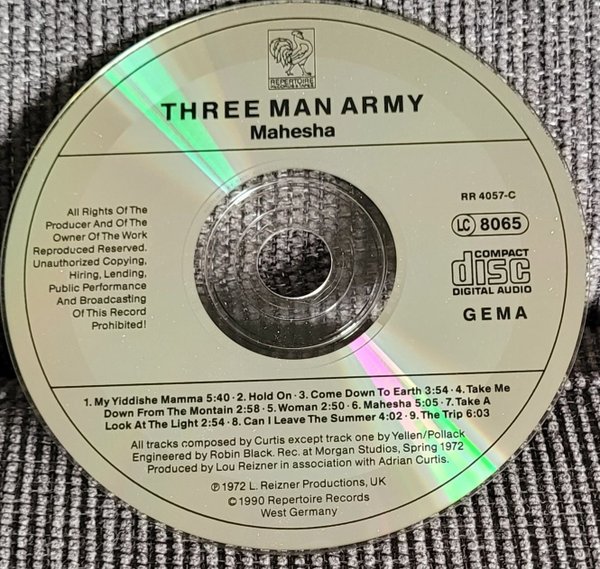 REPERTOIRE
RECORDS & TAPES
THREE MAN ARMY
Mahesha
All Rights Of The
Producer And Of The
Owner Of The Work
Reproduced Reserved.
Unauthorized Copying,
Hiring, Lending,
Public Performance
And Broadcasting
Of This Record
Prohibited!
RR 4057-C
LC 8065
COMPACT
disc
DIGITAL AUDIO
GEMA
1. My Yiddishe Mamma 5:40 · 2. Hold On · 3. Come Down To Earth 3:54 · 4. Take Me
Down From The Montain 2:58 · 5. Woman 2:50 · 6. Mahesha 5:05 · 7. Take A
Look At The Light 2:54 · 8. Can I Leave The Summer 4:02 · 9. The Trip 6:03
All tracks composed by Curtis except track one by Yellen/Pollack
Engineered by Robin Black. Rec. at Morgan Studios, Spring 1972
Produced by Lou Reizner in association with Adrian Curtis.
℗ 1972 L. Reizner Productions, UK
© 1990 Repertoire Records
West Germany